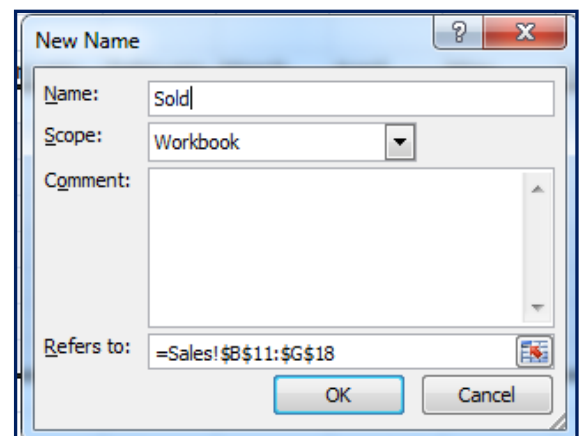 New Name
Name: Sold
Scope: Workbook
Comment:
Refers to: =Sales!$B$11:$G$18
OK Cancel